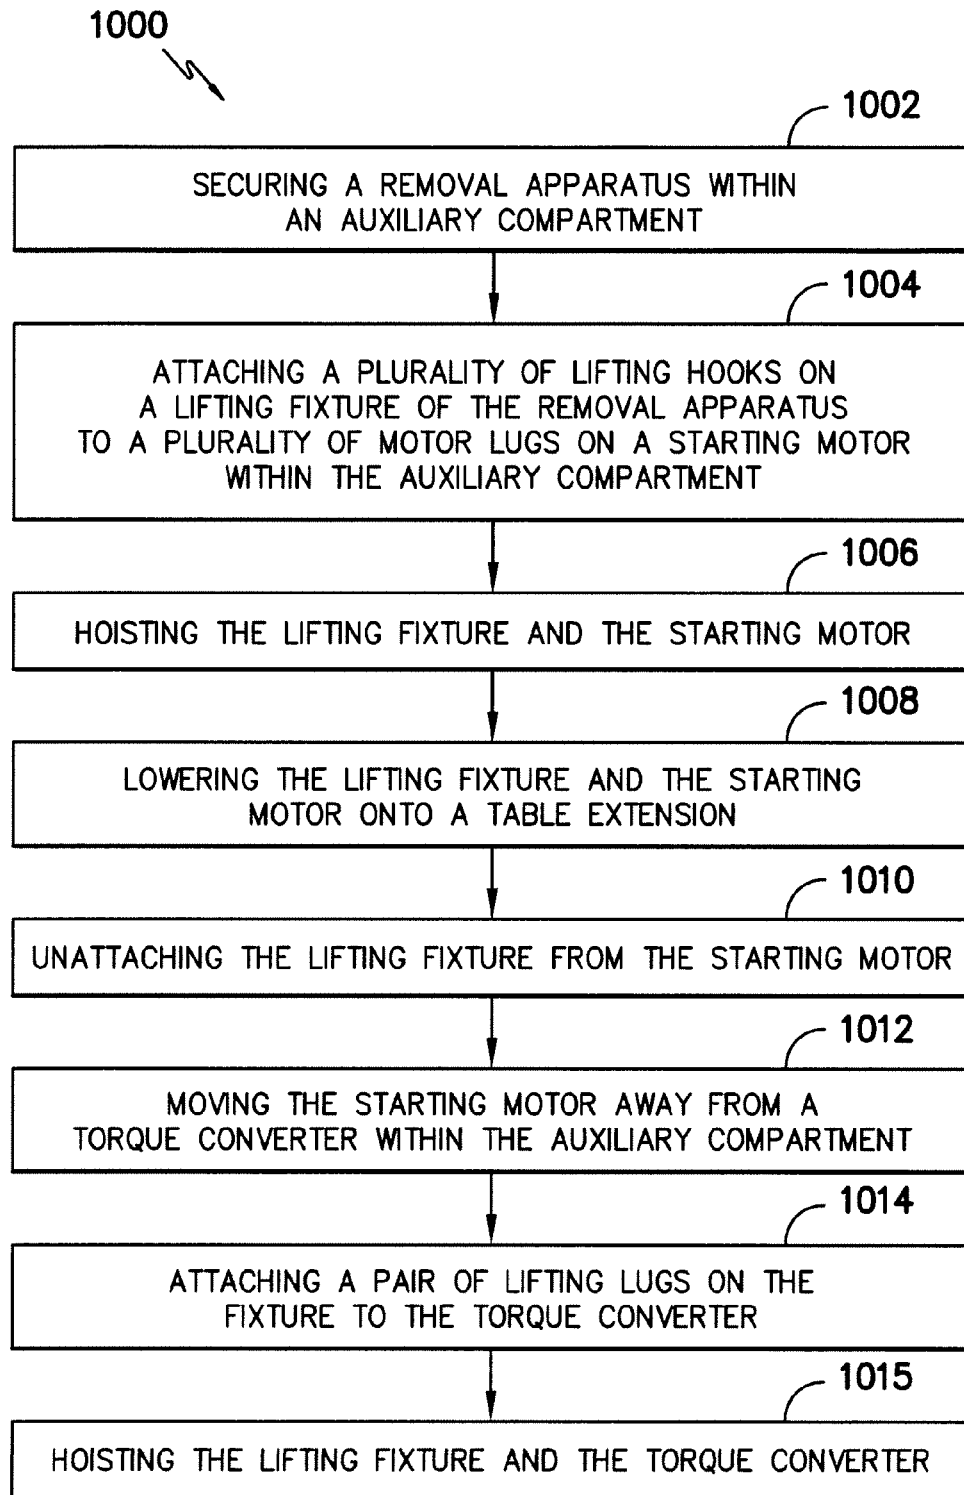 1000
1002
SECURING A REMOVAL APPARATUS WITHIN
AN AUXILIARY COMPARTMENT
1004
ATTACHING A PLURALITY OF LIFTING HOOKS ON
A LIFTING FIXTURE OF THE REMOVAL APPARATUS
TO A PLURALITY OF MOTOR LUGS ON A STARTING MOTOR
WITHIN THE AUXILIARY COMPARTMENT
1006
HOISTING THE LIFTING FIXTURE AND THE STARTING MOTOR
1008
LOWERING THE LIFTING FIXTURE AND THE STARTING
MOTOR ONTO A TABLE EXTENSION
1010
UNATTACHING THE LIFTING FIXTURE FROM THE STARTING MOTOR
1012
MOVING THE STARTING MOTOR AWAY FROM A
TORQUE CONVERTER WITHIN THE AUXILIARY COMPARTMENT
1014
ATTACHING A PAIR OF LIFTING LUGS ON THE
FIXTURE TO THE TORQUE CONVERTER
1015
HOISTING THE LIFTING FIXTURE AND THE TORQUE CONVERTER